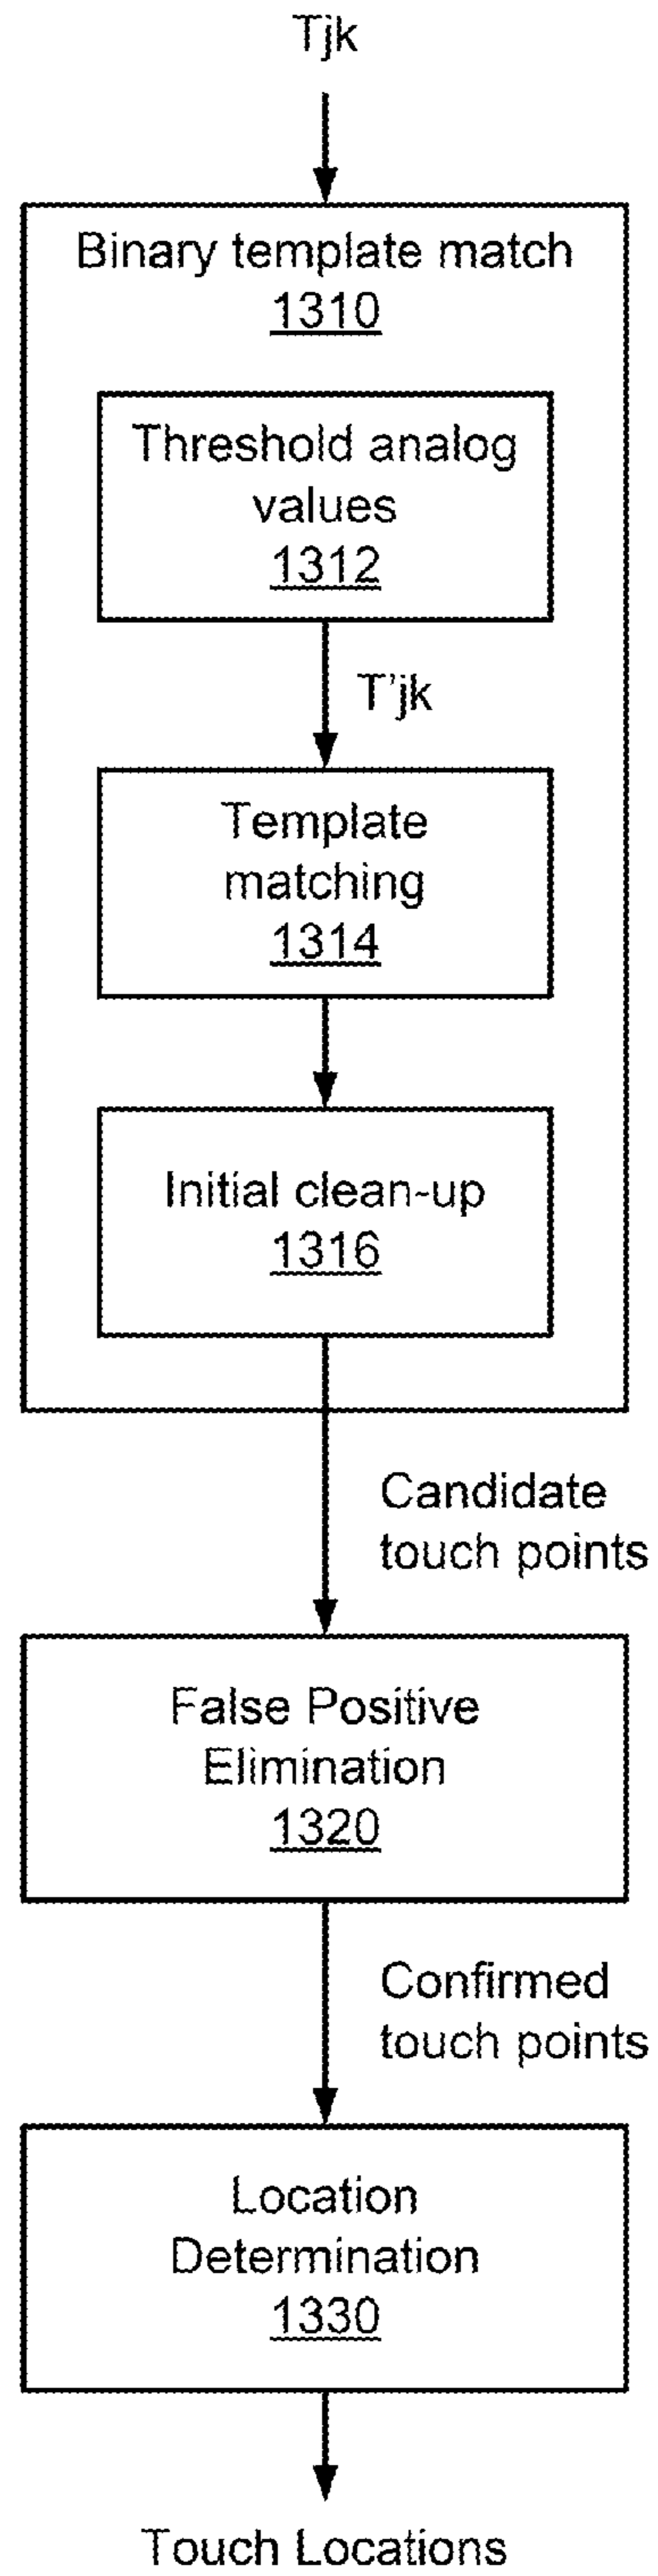 Tjk
Binary template match
1310
Threshold analog
values
1312
T'jk
Template
matching
1314
Initial clean-up
1316
Candidate
touch points
False Positive
Elimination
1320
Confirmed
touch points
Location
Determination
1330
Touch Locations